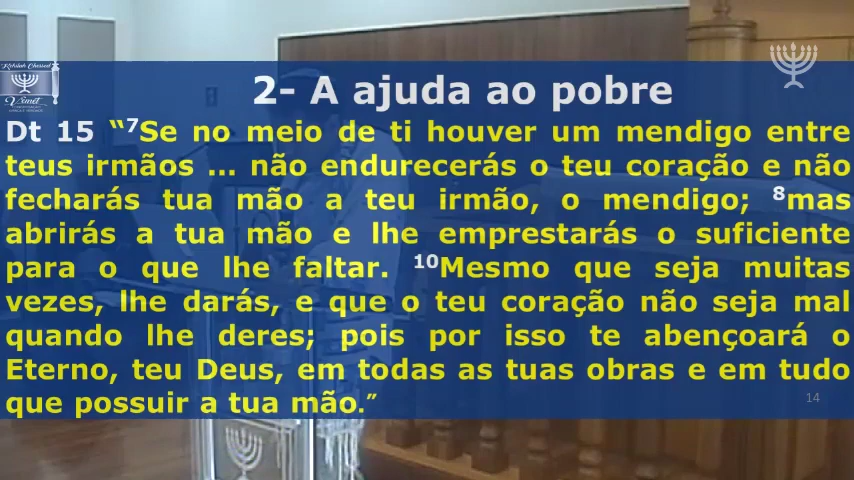 2- A ajuda ao pobre
Dt 15 “⁷Se no meio de ti houver um mendigo entre
teus irmãos ... não endurecerás o teu coração e não
fecharás tua mão a teu irmão, o mendigo; ⁸mas
abrirás a tua mão e lhe emprestarás o suficiente
para o que lhe faltar. ¹⁰Mesmo que seja muitas
vezes, lhe darás, e que o teu coração não seja mal
quando lhe deres; pois por isso te abençoará o
Eterno, teu Deus, em todas as tuas obras e em tudo
que possuir a tua mão.”
14